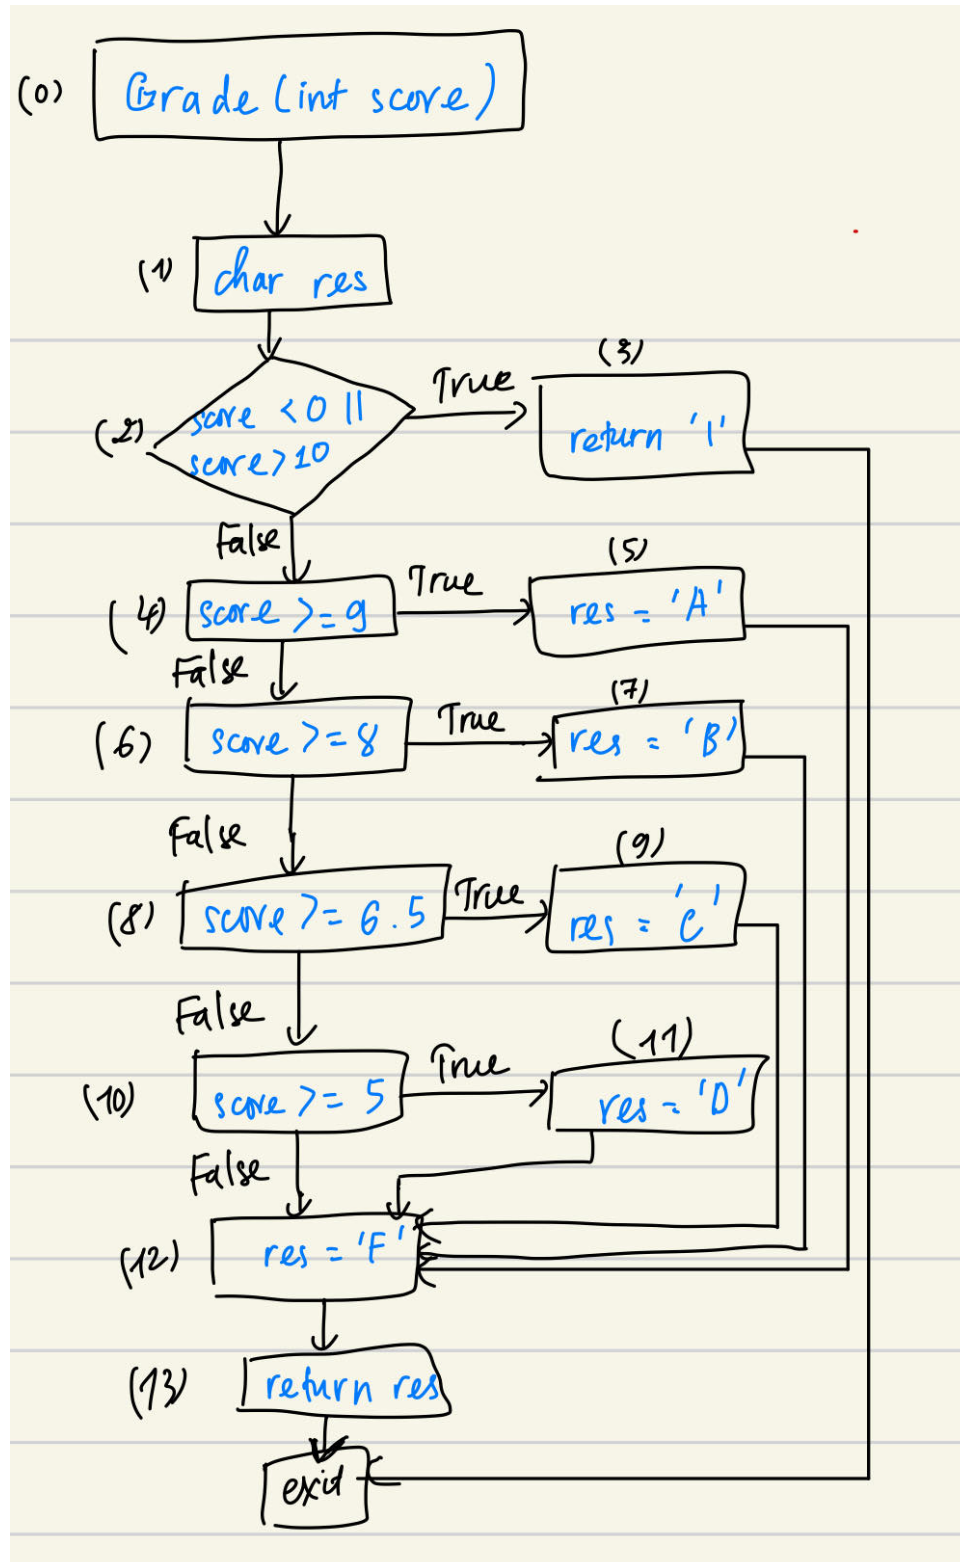 (0) Grade (int score)
(1) char res
(3)
True
(2) score < 0 ||
score > 10
return 'I'
False
(5)
True
(4) score >= 9
res = 'A'
False
(7)
True
(6) score >= 8
res = 'B'
False
(9)
True
(8) score >= 6.5
res = 'C'
False
(11)
True
(10) score >= 5
res = 'D'
False
(12) res = 'F'
(13) return res
exit